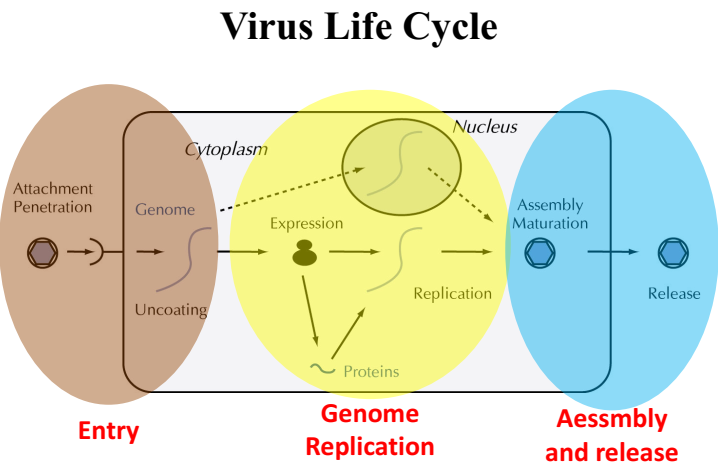 Virus Life Cycle
Nucleus
Cytoplasm
Attachment
Penetration
Genome
Expression
Assembly
Maturation
Uncoating
Replication
Release
Proteins
Entry
Genome
Replication
Aessmbly
and release